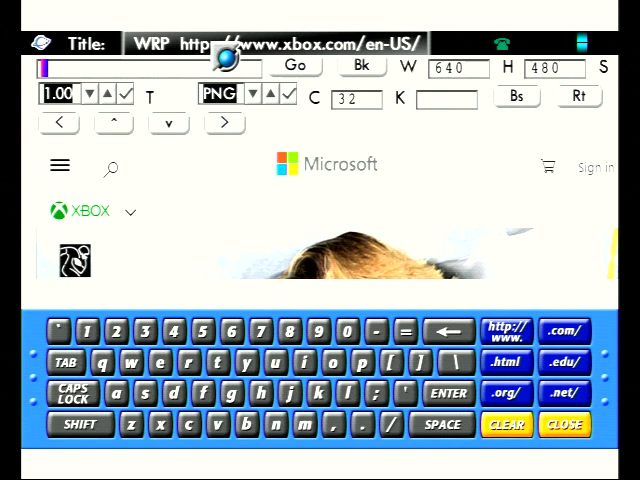 Title: WRP http://www.xbox.com/en-US/
Go Bk W 640 H 480 S
1.00 T PNG C 32 K Bs Rt
< ^ v >
Microsoft Sign in
XBOX
` 1 2 3 4 5 6 7 8 9 0 - = ← http://www. .com/
TAB q w e r t y u i o p [ ] \ .html .edu/
CAPS LOCK a s d f g h j k l ; ' ENTER .org/ .net/
SHIFT z x c v b n m , . / SPACE CLEAR CLOSE